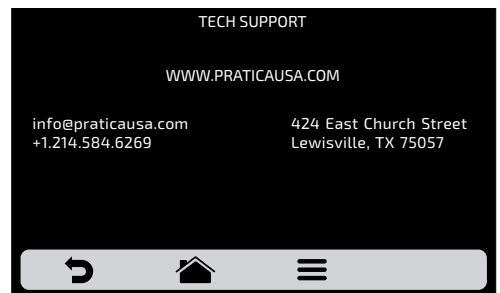 TECH SUPPORT
WWW.PRATICAUSA.COM
info@praticausa.com
+1.214.584.6269
424 East Church Street
Lewisville, TX 75057